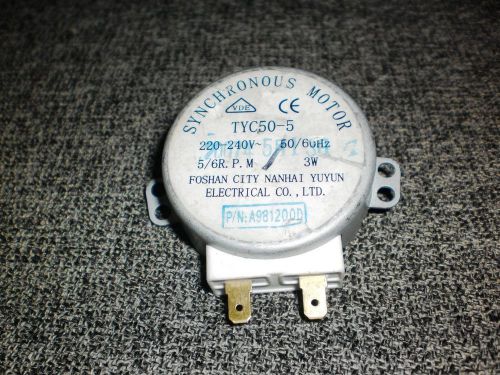 SYNCHRONOUS MOTOR
VDE CE
TYC50-5
220-240V~ 50/60Hz
5/6R.P.M 3W
FOSHAN CITY NANHAI YUYUN
ELECTRICAL CO.,LTD.
P/N:A981200D